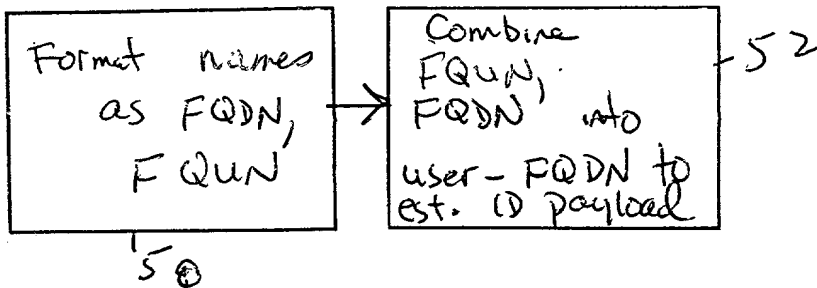 Format names
as FQDN,
FQUN
50
Combine
FQUN,
FQDN into
user-FQDN to
est. ID payload
52